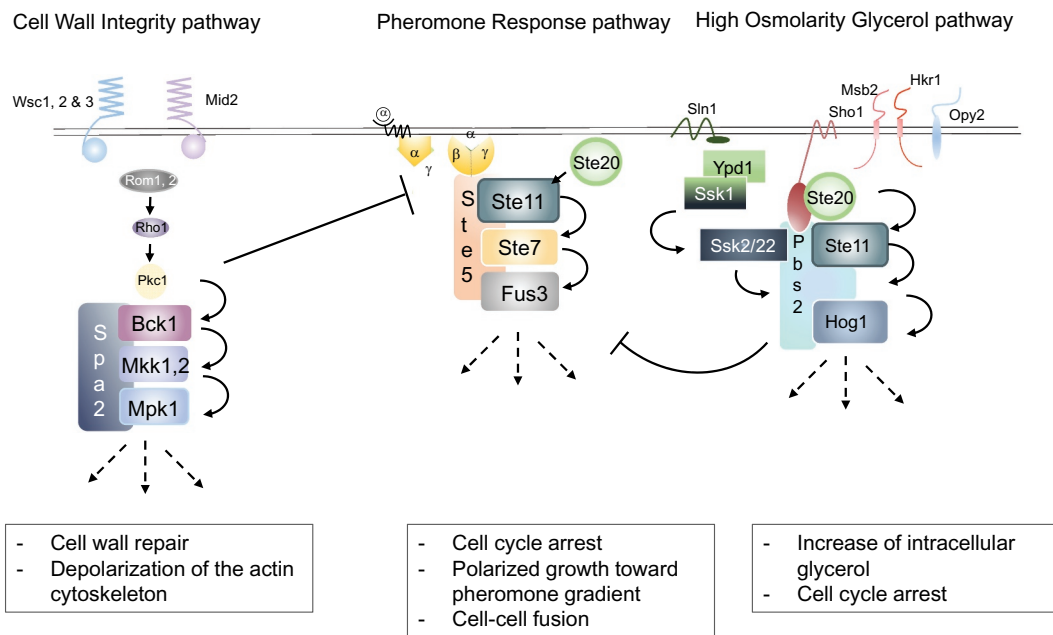 Cell Wall Integrity pathway
Pheromone Response pathway
High Osmolarity Glycerol pathway
Wsc1, 2 & 3
Mid2
Rom1, 2
Rho1
Pkc1
Spa2
Bck1
Mkk1,2
Mpk1
α
α
γ
α
β
γ
Ste20
Ste5
Ste11
Ste7
Fus3
Sln1
Ypd1
Ssk1
Ssk2/22
Sho1
Msb2
Hkr1
Opy2
Ste20
Pbs2
Ste11
Hog1
- Cell wall repair
- Depolarization of the actin
cytoskeleton
- Cell cycle arrest
- Polarized growth toward
pheromone gradient
- Cell-cell fusion
- Increase of intracellular
glycerol
- Cell cycle arrest